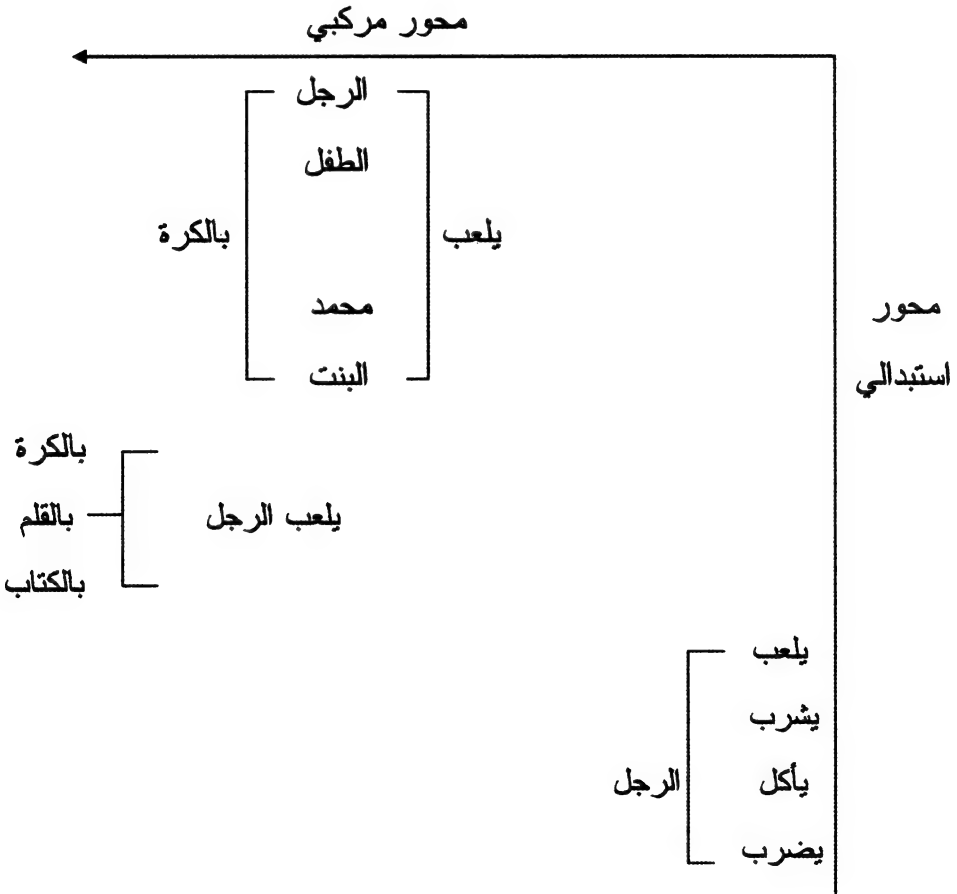 محور مركبي
الرجل
الطفل
يلعب
بالكرة
محمد
البنت
محور
استبدالي
بالكرة
يلعب الرجل
بالقلم
بالكتاب
يلعب
يشرب
يأكل
الرجل
يضرب